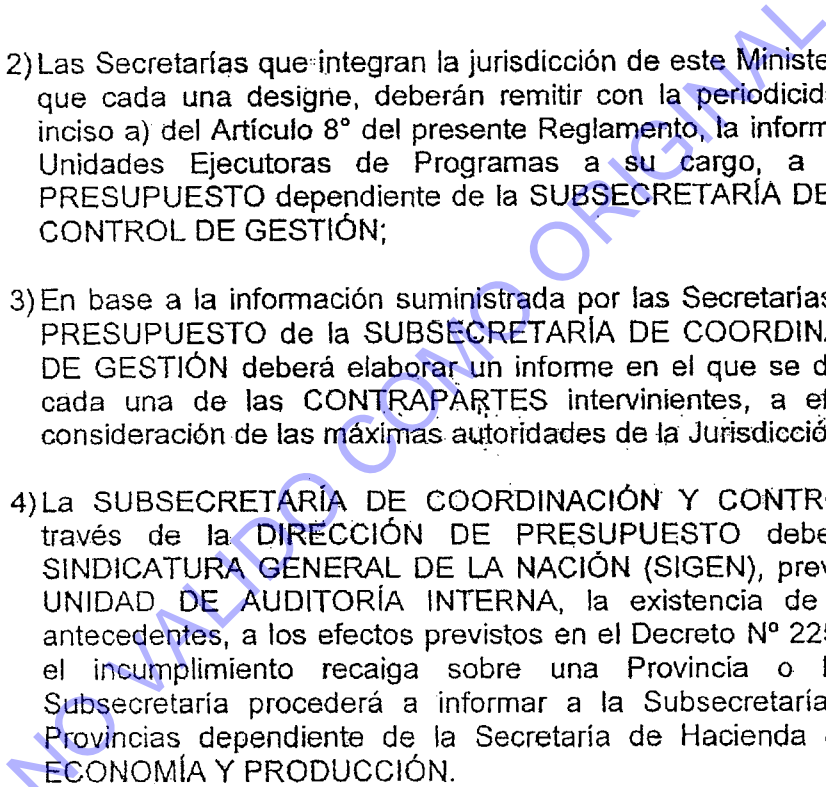 2) Las Secretarías que integran la jurisdicción de este Ministe
que cada una designe, deberán remitir con la periodicid
inciso a) del Artículo 8º del presente Reglamento, la inform
Unidades Ejecutoras de Programas a su cargo, a
PRESUPUESTO dependiente de la SUBSECRETARÍA DE
CONTROL DE GESTIÓN;
3) En base a la información suministrada por las Secretarías
PRESUPUESTO de la SUBSECRETARÍA DE COORDINA
DE GESTIÓN deberá elaborar un informe en el que se d
cada una de las CONTRAPARTES intervinientes, a ef
consideración de las máximas autoridades de la Jurisdicció
4) La SUBSECRETARÍA DE COORDINACIÓN Y CONTR
través de la DIRECCIÓN DE PRESUPUESTO debe
SINDICATURA GENERAL DE LA NACIÓN (SIGEN), prev
UNIDAD DE AUDITORÍA INTERNA, la existencia de
antecedentes, a los efectos previstos en el Decreto Nº 225
el incumplimiento recaiga sobre una Provincia o
Subsecretaría procederá a informar a la Subsecretaría
Provincias dependiente de la Secretaría de Hacienda
ECONOMÍA Y PRODUCCIÓN.
NO VALIDO COMO ORIGINAL